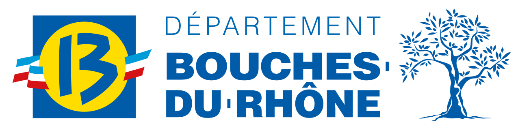 13
DÉPARTEMENT
BOUCHES-
DU-RHÔNE